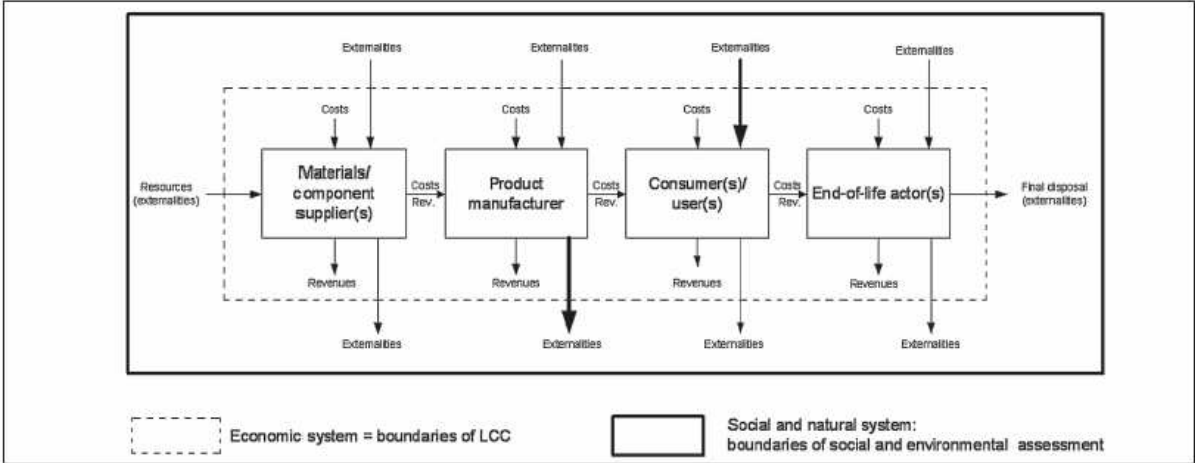 Externalities Externalities Externalities Externalities
Costs Costs Costs Costs
Resources
(externalities)
Materials/
component
supplier(s)
Costs
Rev.
Product
manufacturer
Costs
Rev.
Consumer(s)/
user(s)
Costs
Rev.
End-of-life actor(s)
Final disposal
(externalities)
Revenues Revenues Revenues Revenues
Externalities Externalities Externalities Externalities
Economic system = boundaries of LCC
Social and natural system:
boundaries of social and environmental assessment